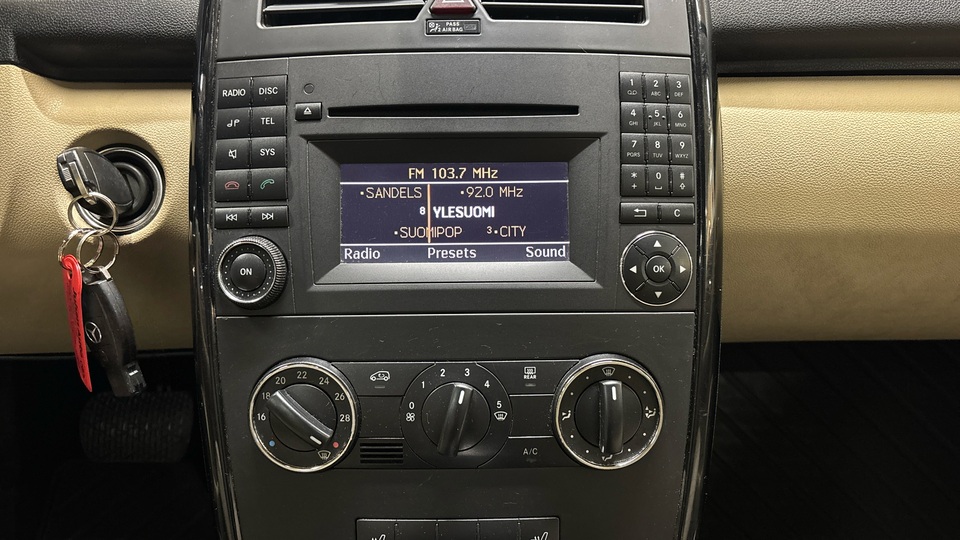 PASS
AIR BAG
RADIO
DISC
TEL
SYS
ON
FM 103.7 MHz
•SANDELS •92.0 MHz
8 YLESUOMI
•SUOMIPOP 3•CITY
Radio Presets Sound
1 2 3
ABC DEF
4 5 6
GHI JKL MNO
7 8 9
PQRS TUV WXYZ
* 0 #
+
C
OK
16 18 20 22 24 26 28
0 1 2 3 4 5
REAR
A/C